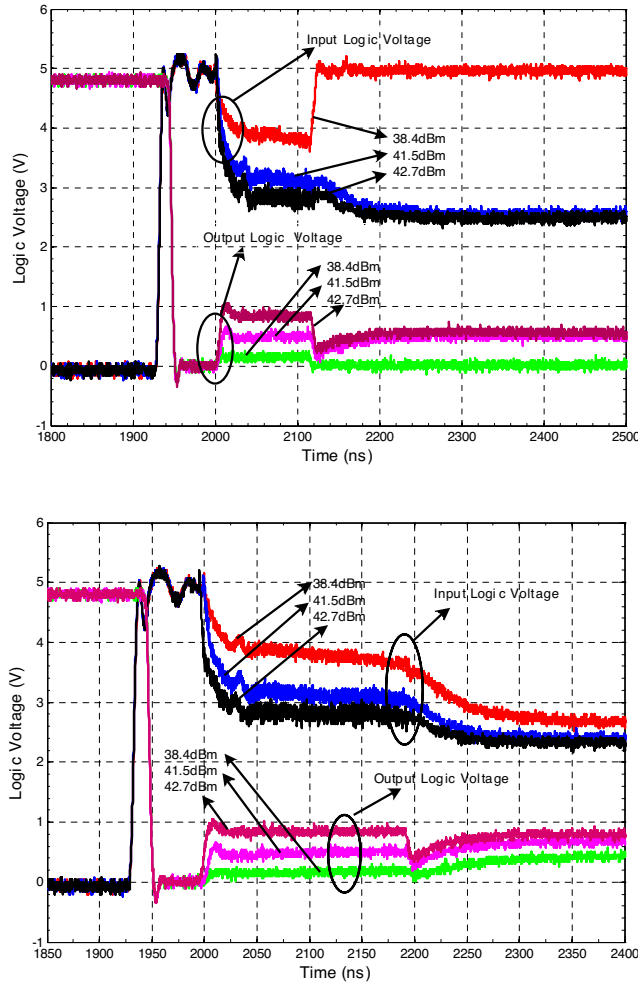 6
Input Logic Voltage
5
4
38.4dBm
41.5dBm
42.7dBm
3
Logic Voltage (V)
2
Output Logic Voltage
38.4dBm
41.5dBm
42.7dBm
1
0
-1
1800 1900 2000 2100 2200 2300 2400 2500
Time (ns)
6
5
38.4dBm
41.5dBm
42.7dBm
Input Logic Voltage
4
3
Logic Voltage (V)
2
38.4dBm
41.5dBm
42.7dBm
Output Logic Voltage
1
0
-1
1850 1950 2000 2050 2100 2150 2200 2250 2300 2350 2400
Time (ns)